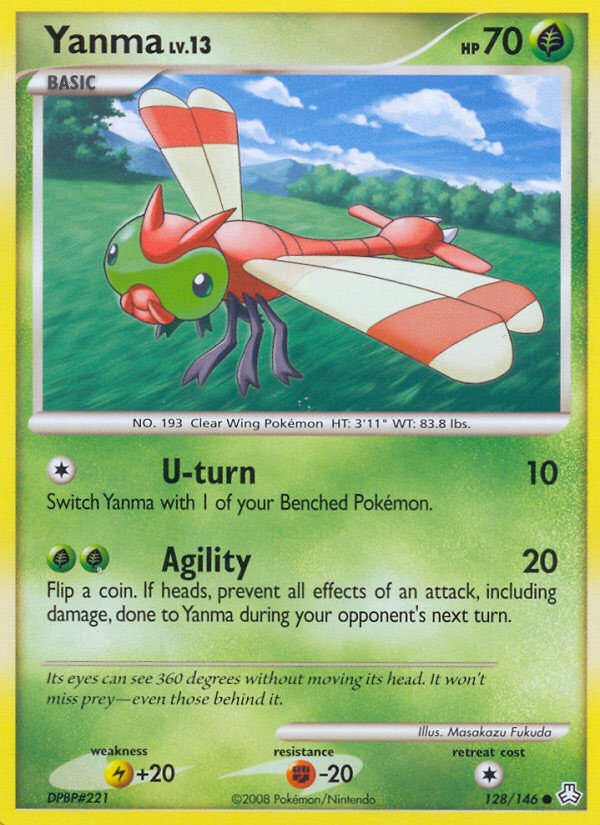 Yanma LV.13 HP 70
BASIC
NO. 193 Clear Wing Pokémon HT: 3'11" WT: 83.8 lbs.
U-turn 10
Switch Yanma with 1 of your Benched Pokémon.
Agility 20
Flip a coin. If heads, prevent all effects of an attack, including
damage, done to Yanma during your opponent's next turn.
Its eyes can see 360 degrees without moving its head. It won't
miss prey—even those behind it.
Illus. Masakazu Fukuda
weakness resistance retreat cost
+20 -20
DPBP#221 ©2008 Pokémon/Nintendo 128/146